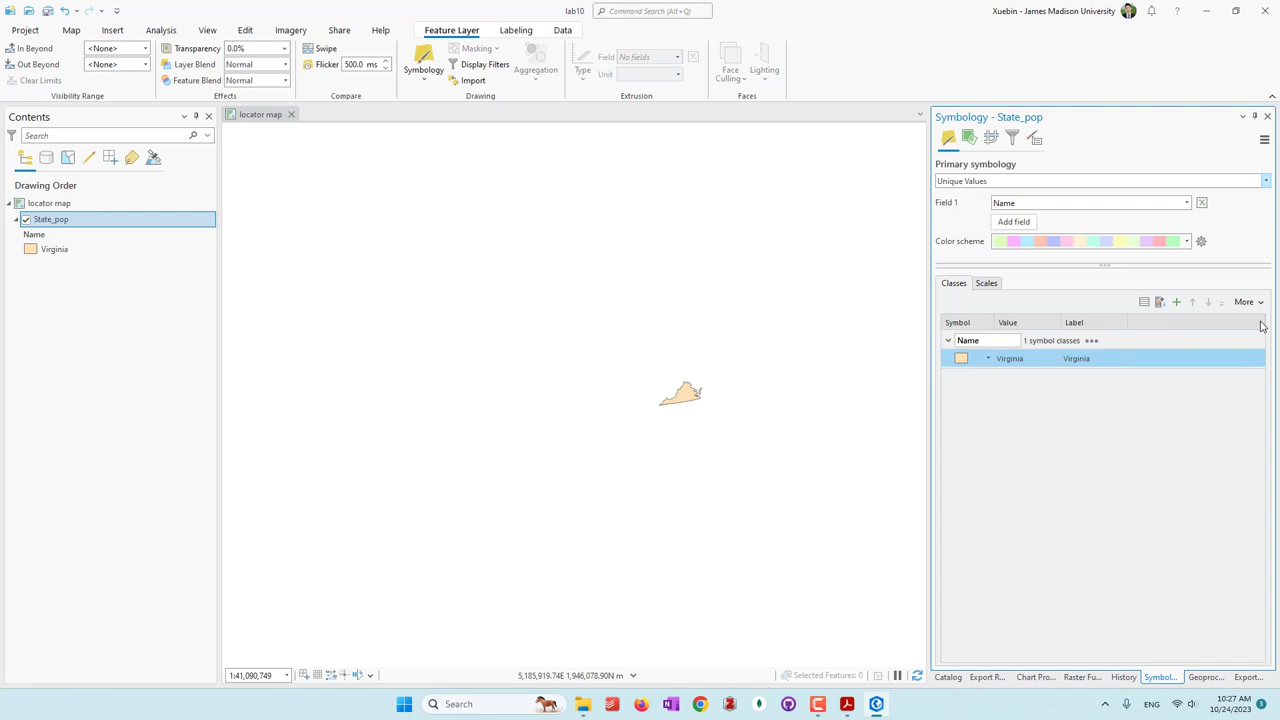 lab10
Command Search (Alt+Q)
Xuebin - James Madison University
Project Map Insert Analysis View Edit Imagery Share Help Feature Layer Labeling Data
In Beyond <None>
Out Beyond <None>
Clear Limits
Visibility Range
Transparency 0.0%
Layer Blend Normal
Feature Blend Normal
Effects
Swipe
Flicker 500.0 ms
Compare
Symbology
Masking
Display Filters
Import
Aggregation
Drawing
Type
Field No fields
Unit
Extrusion
Face Culling
Lighting
Faces
Contents
Search
Drawing Order
locator map
State_pop
Name
Virginia
locator map
1:41,090,749
5,185,919.74E 1,946,078.90N
Selected Features: 0
Symbology - State_pop
Primary symbology
Unique Values
Field 1 Name
Add field
Color scheme
Classes Scales
More
Symbol Value Label
Name 1 symbol classes
Virginia Virginia
Catalog Export R... Chart Pro... Raster Fu... History Symbol... Geoproc... Export...
Search
ENG
10:27 AM
10/24/2023
3